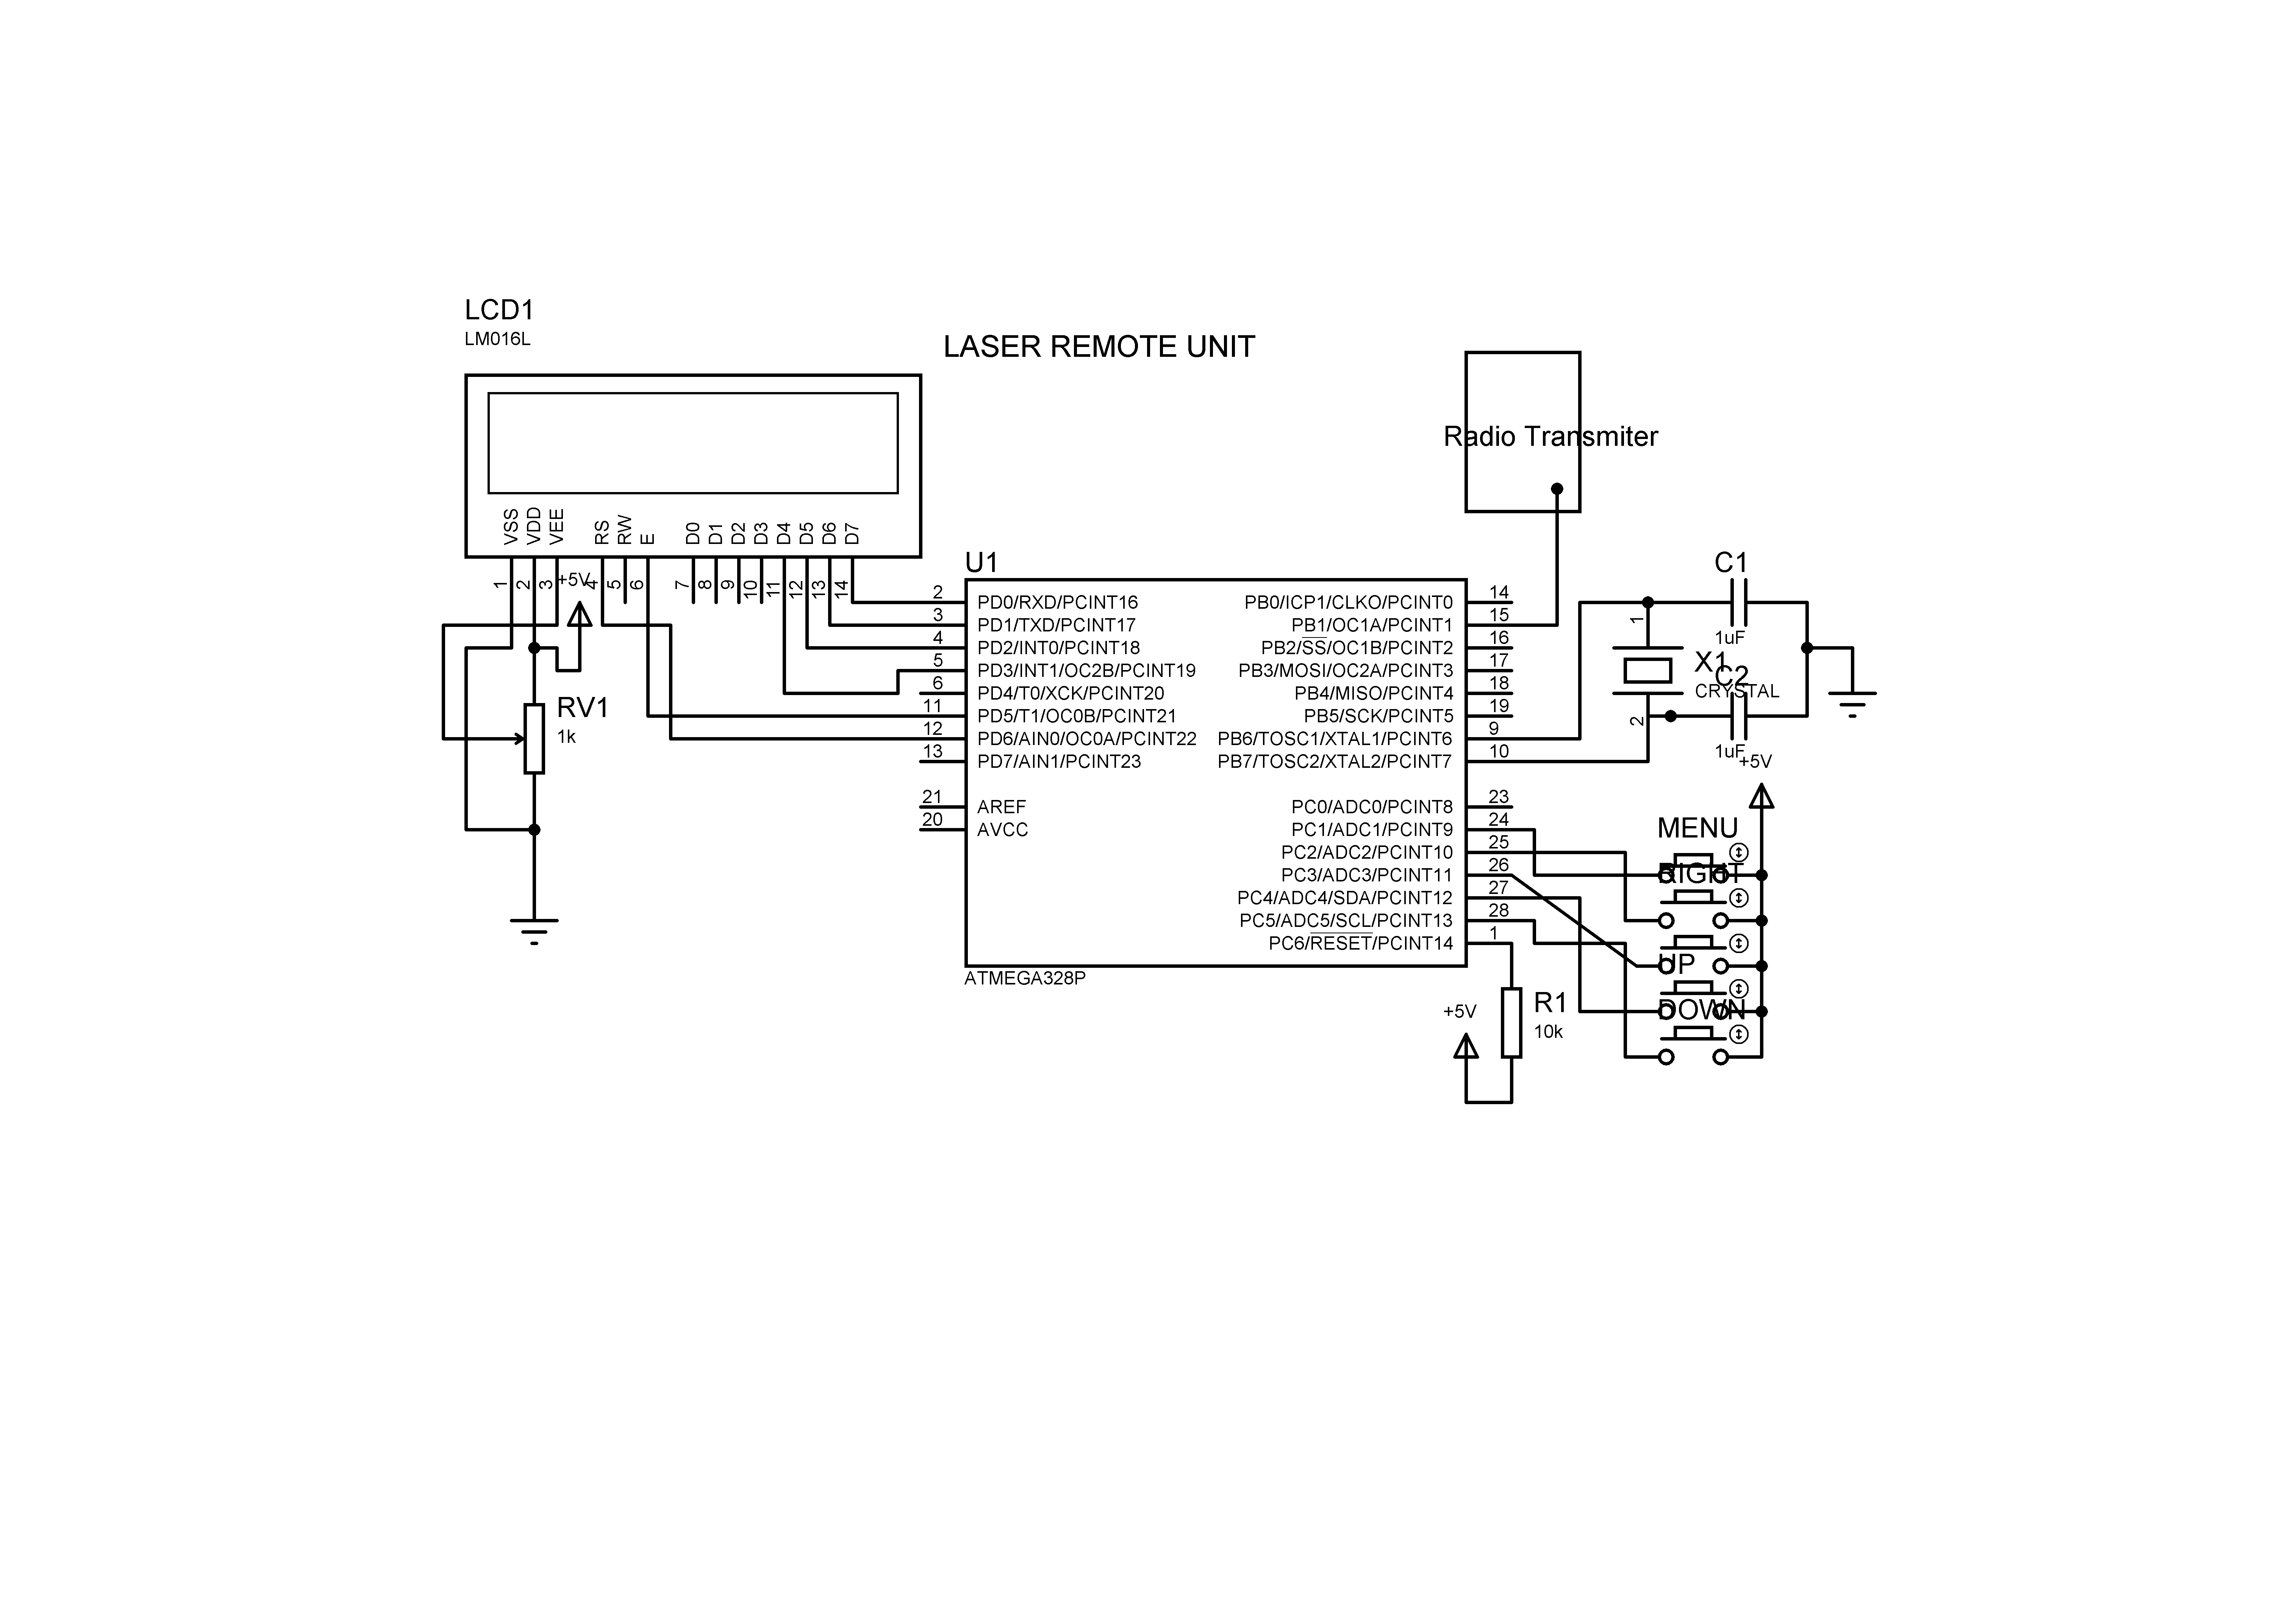 LCD1
LM016L
LASER REMOTE UNIT
Radio Transmiter
VSS
VDD
VEE
RS
RW
E
D0
D1
D2
D3
D4
D5
D6
D7
1
2
3
+5V
4
5
6
7
8
9
10
11
12
13
14
RV1
1k
U1
2 PD0/RXD/PCINT16
3 PD1/TXD/PCINT17
4 PD2/INT0/PCINT18
5 PD3/INT1/OC2B/PCINT19
6 PD4/T0/XCK/PCINT20
11 PD5/T1/OC0B/PCINT21
12 PD6/AIN0/OC0A/PCINT22
13 PD7/AIN1/PCINT23
21 AREF
20 AVCC
PB0/ICP1/CLKO/PCINT0 14
PB1/OC1A/PCINT1 15
PB2/SS/OC1B/PCINT2 16
PB3/MOSI/OC2A/PCINT3 17
PB4/MISO/PCINT4 18
PB5/SCK/PCINT5 19
PB6/TOSC1/XTAL1/PCINT6 9
PB7/TOSC2/XTAL2/PCINT7 10
PC0/ADC0/PCINT8 23
PC1/ADC1/PCINT9 24
PC2/ADC2/PCINT10 25
PC3/ADC3/PCINT11 26
PC4/ADC4/SDA/PCINT12 27
PC5/ADC5/SCL/PCINT13 28
PC6/RESET/PCINT14 1
ATMEGA328P
C1
1uF
1
2
X1
CRYSTAL
C2
1uF
+5V
MENU
RIGHT
UP
DOWN
+5V
R1
10k